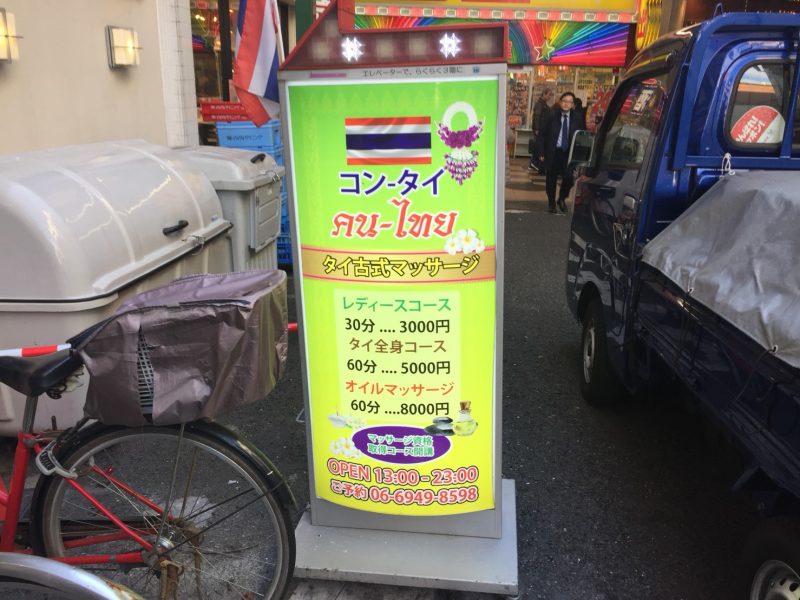 エレベーターで、らくらく3階に
コン-タイ
คน-ไทย
タイ古式マッサージ
レディースコース
30分 .... 3000円
タイ全身コース
60分 .... 5000円
オイルマッサージ
60分 ....8000円
マッサージ資格
取得コース開講
OPEN 13:00 - 23:00
ご予約 06-6949-8598